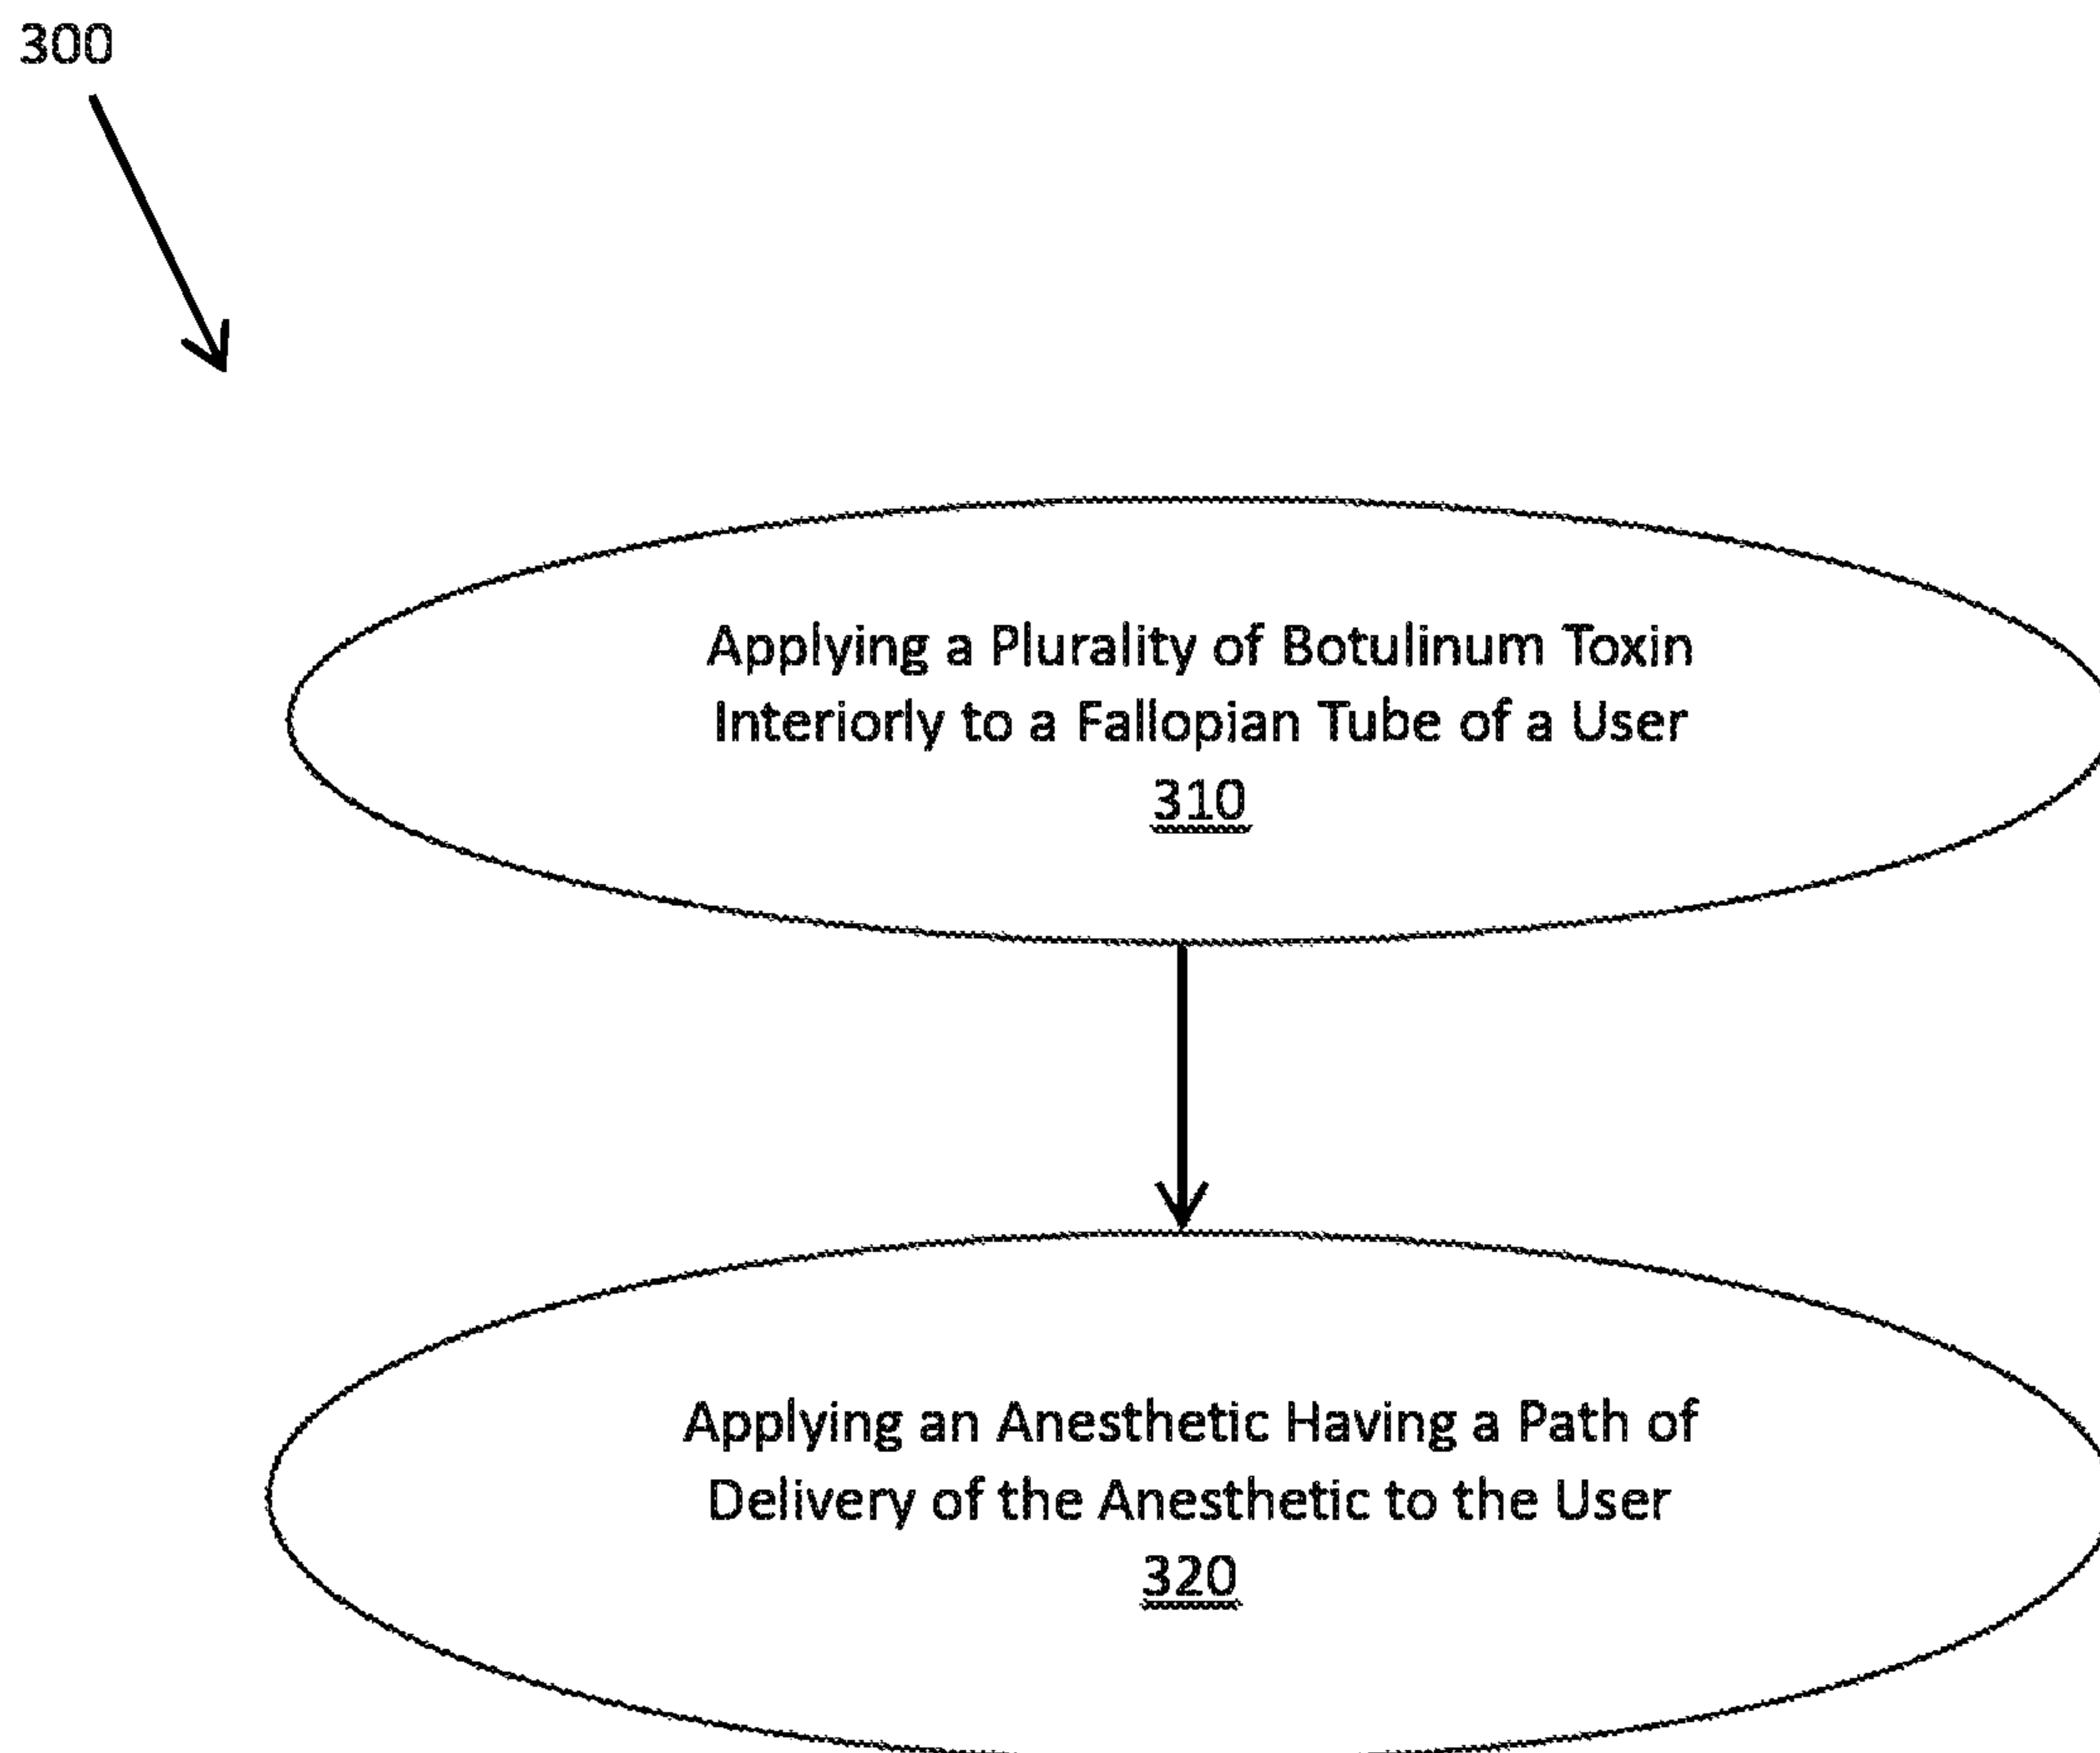 300
Applying a Plurality of Botulinum Toxin
Interiorly to a Fallopian Tube of a User
310
Applying an Anesthetic Having a Path of
Delivery of the Anesthetic to the User
320